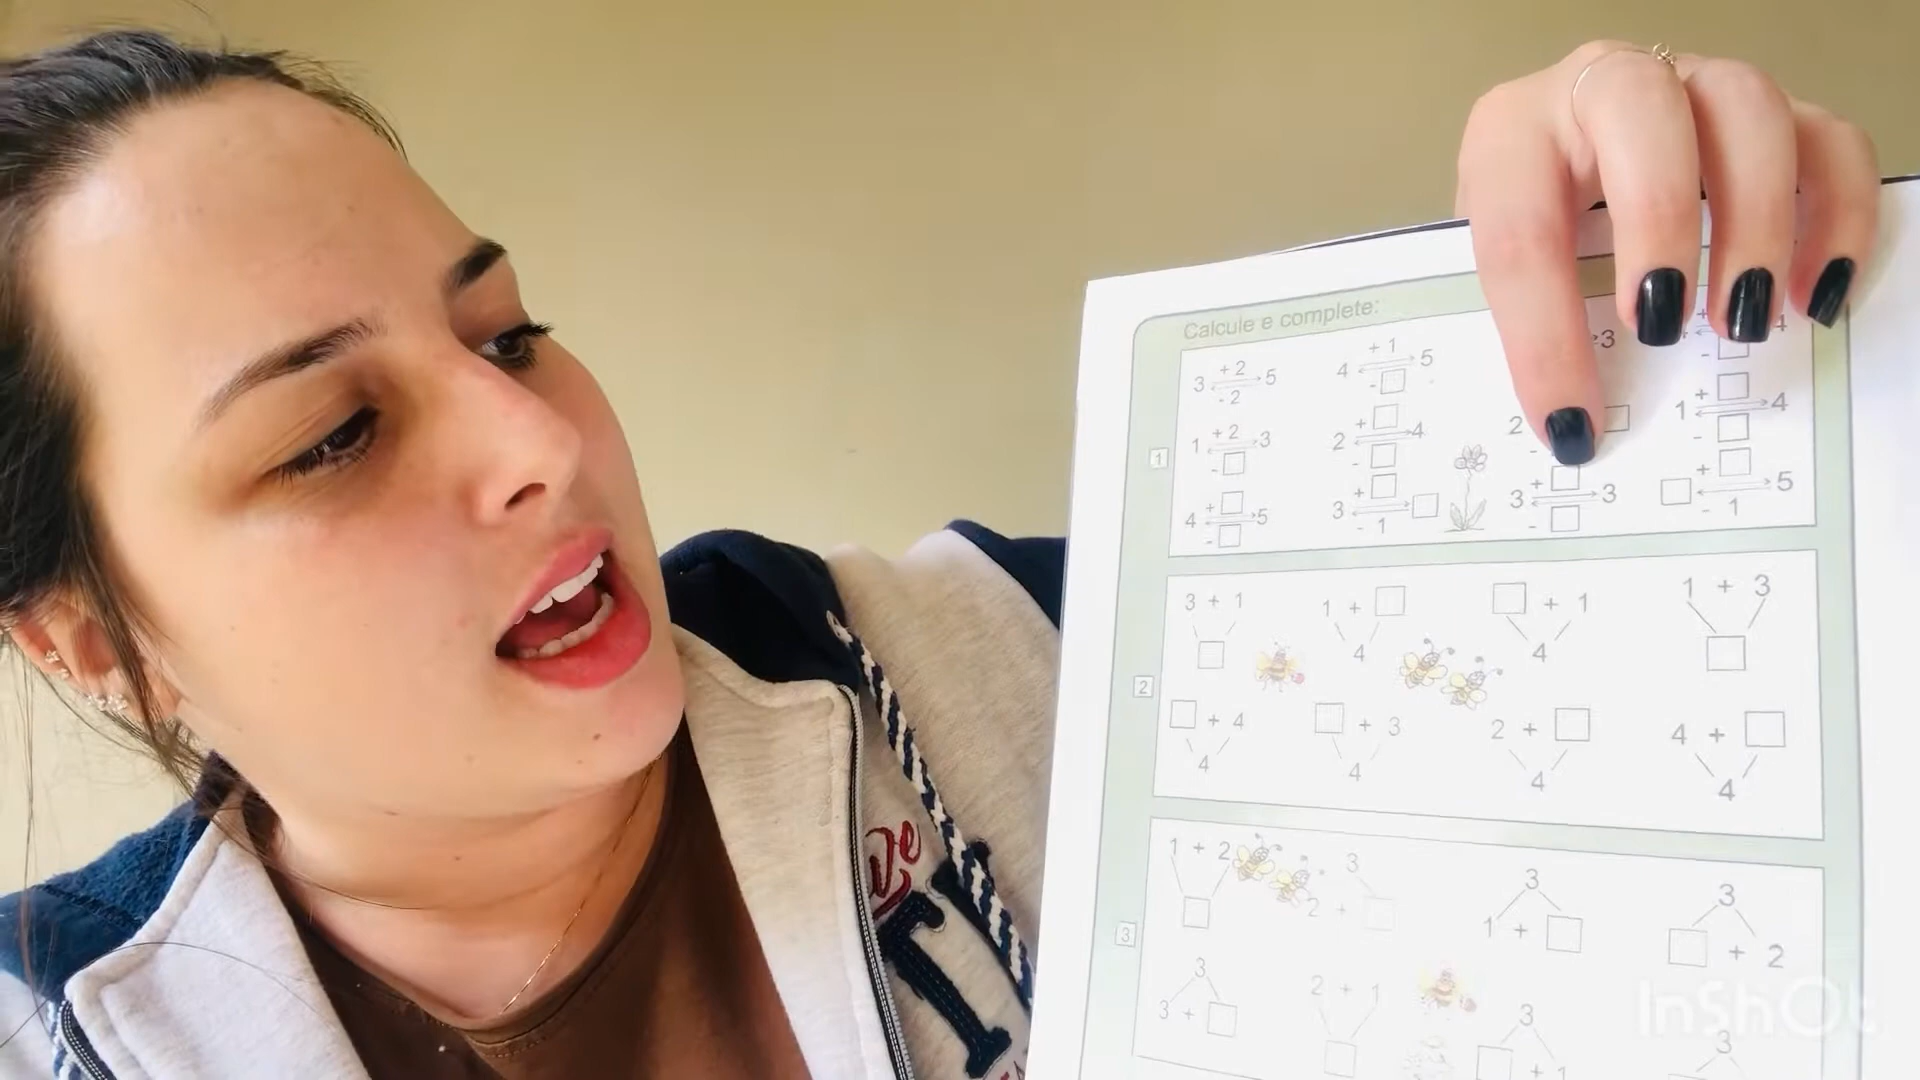 Calcule e complete:
3 + 2 - 2 5
4 + 1 - □ 5
3
+ - □ 4
1 + 2 - □ 3
2 + □ - □ 4
2 - □
1 + □ - □ 4
4 + □ - □ 5
3 + □ - 1 □
3 + □ - □ 3
□ + □ - 1 5
1
3 + 1 □
1 + □ 4
□ + 1 4
1 + 3 □
2
□ + 4 4
□ + 3 4
2 + □ 4
4 + □ 4
1 + 2 □
3 2 + □
3 1 + □
3 □ + 2
3
3 3 + □
2 + 1 □
3 □ + 1
3
InShOt